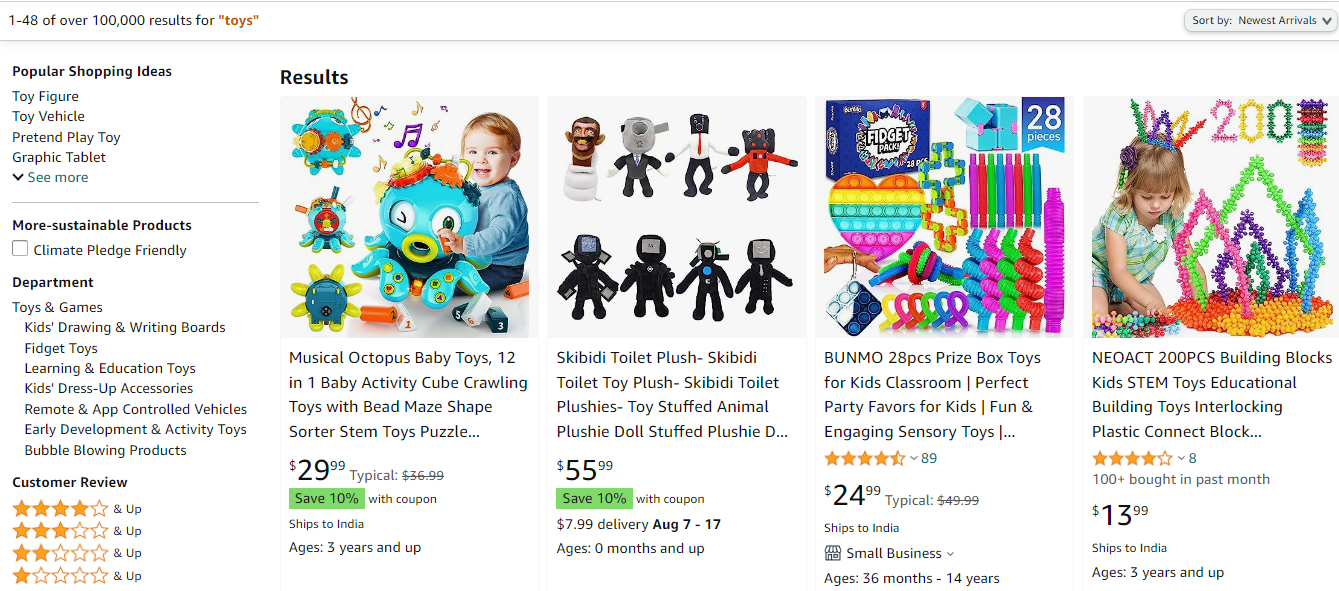 1-48 of over 100,000 results for "toys"
Sort by: Newest Arrivals
Popular Shopping Ideas
Toy Figure
Toy Vehicle
Pretend Play Toy
Graphic Tablet
See more
More-sustainable Products
Climate Pledge Friendly
Department
Toys & Games
Kids' Drawing & Writing Boards
Fidget Toys
Learning & Education Toys
Kids' Dress-Up Accessories
Remote & App Controlled Vehicles
Early Development & Activity Toys
Bubble Blowing Products
Customer Review
& Up
& Up
& Up
& Up
Results
1
5
3
Musical Octopus Baby Toys, 12
in 1 Baby Activity Cube Crawling
Toys with Bead Maze Shape
Sorter Stem Toys Puzzle...
$29.99 Typical: $36.99
Save 10% with coupon
Ships to India
Ages: 3 years and up
Skibidi Toilet Plush- Skibidi
Toilet Toy Plush- Skibidi Toilet
Plushies- Toy Stuffed Animal
Plushie Doll Stuffed Plushie D...
$55.99
Save 10% with coupon
$7.99 delivery Aug 7 - 17
Ages: 0 months and up
BUNMO
FIDGET
PACK!
28
pieces
BUNMO 28pcs Prize Box Toys
for Kids Classroom | Perfect
Party Favors for Kids | Fun &
Engaging Sensory Toys |...
89
$24.99 Typical: $49.99
Ships to India
Small Business
Ages: 36 months - 14 years
200
NEOACT 200PCS Building Blocks
Kids STEM Toys Educational
Building Toys Interlocking
Plastic Connect Block...
8
100+ bought in past month
$13.99
Ships to India
Ages: 3 years and up